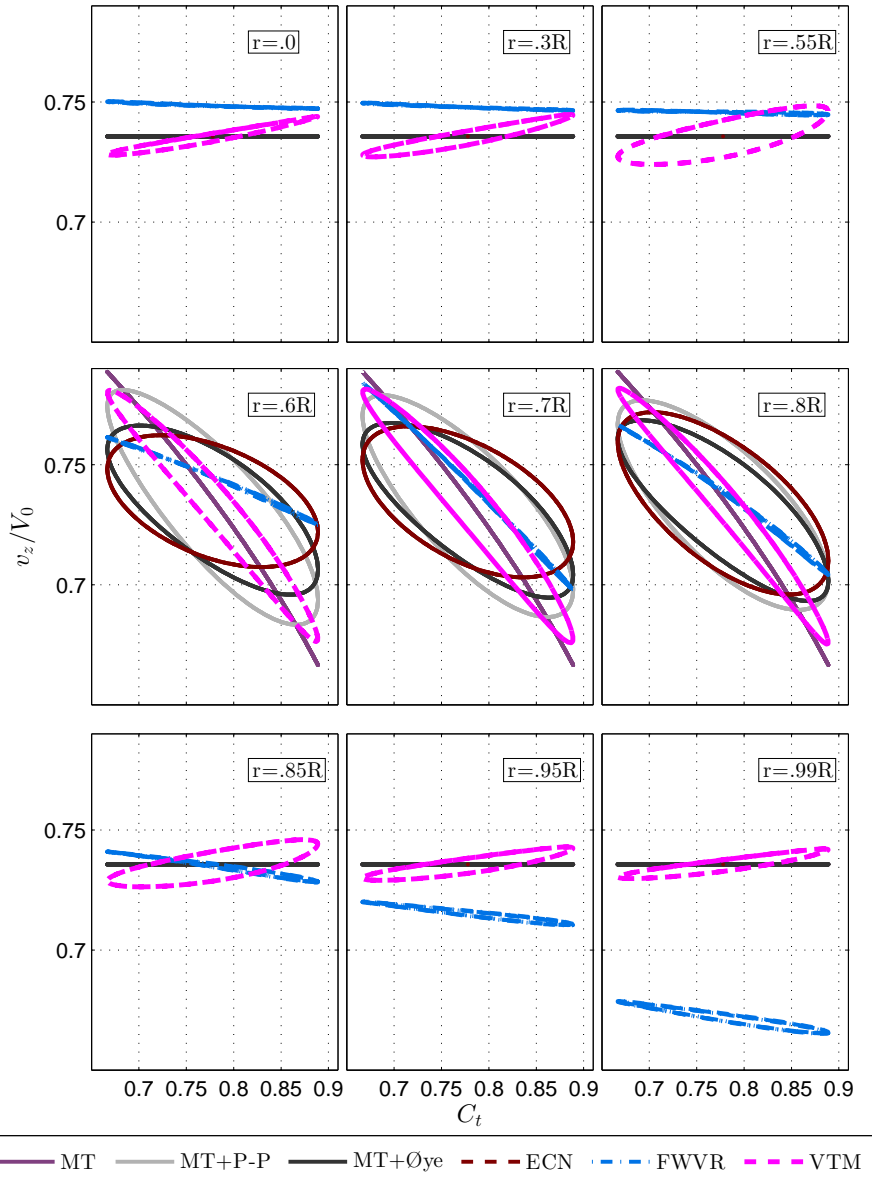 r=.0
r=.3R
r=.55R
0.75
0.7
r=.6R
r=.7R
r=.8R
0.75
0.7
v_z/V_0
r=.85R
r=.95R
r=.99R
0.75
0.7
0.7 0.75 0.8 0.85 0.9 0.7 0.75 0.8 0.85 0.9 0.7 0.75 0.8 0.85 0.9
C_t
MT MT+P-P MT+Øye ECN FWVR VTM